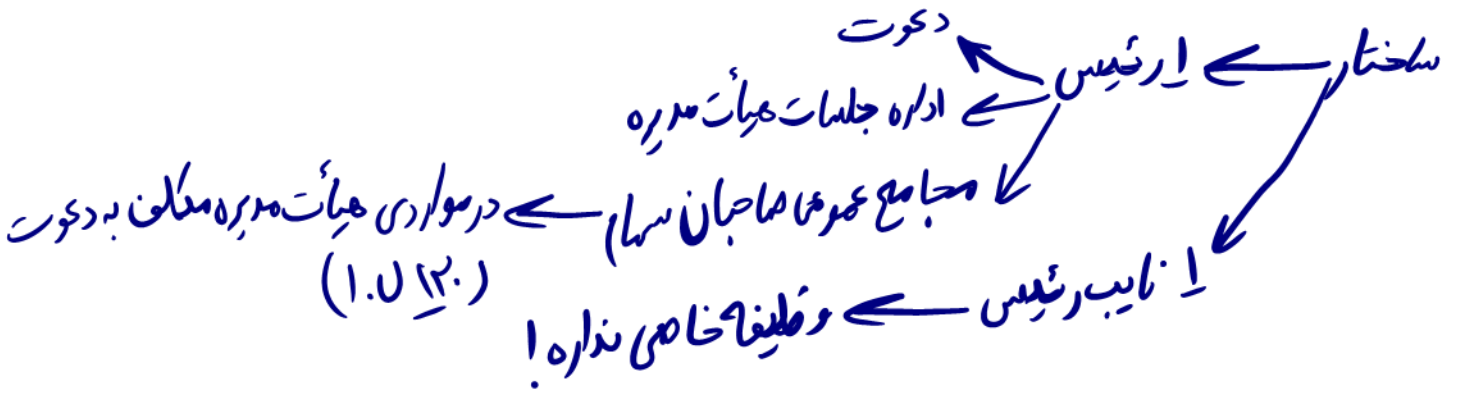 ساختار ← ۱ رئیس
دعوت
اداره جلسات هیأت مدیره
مجامع عمومی صاحبان سهام ← در مواردی هیأت مدیره مکلف به دعوت
(۱۲۰ ل.ا)
۱ نایب رئیس ← وظیفه خاصی نداره!